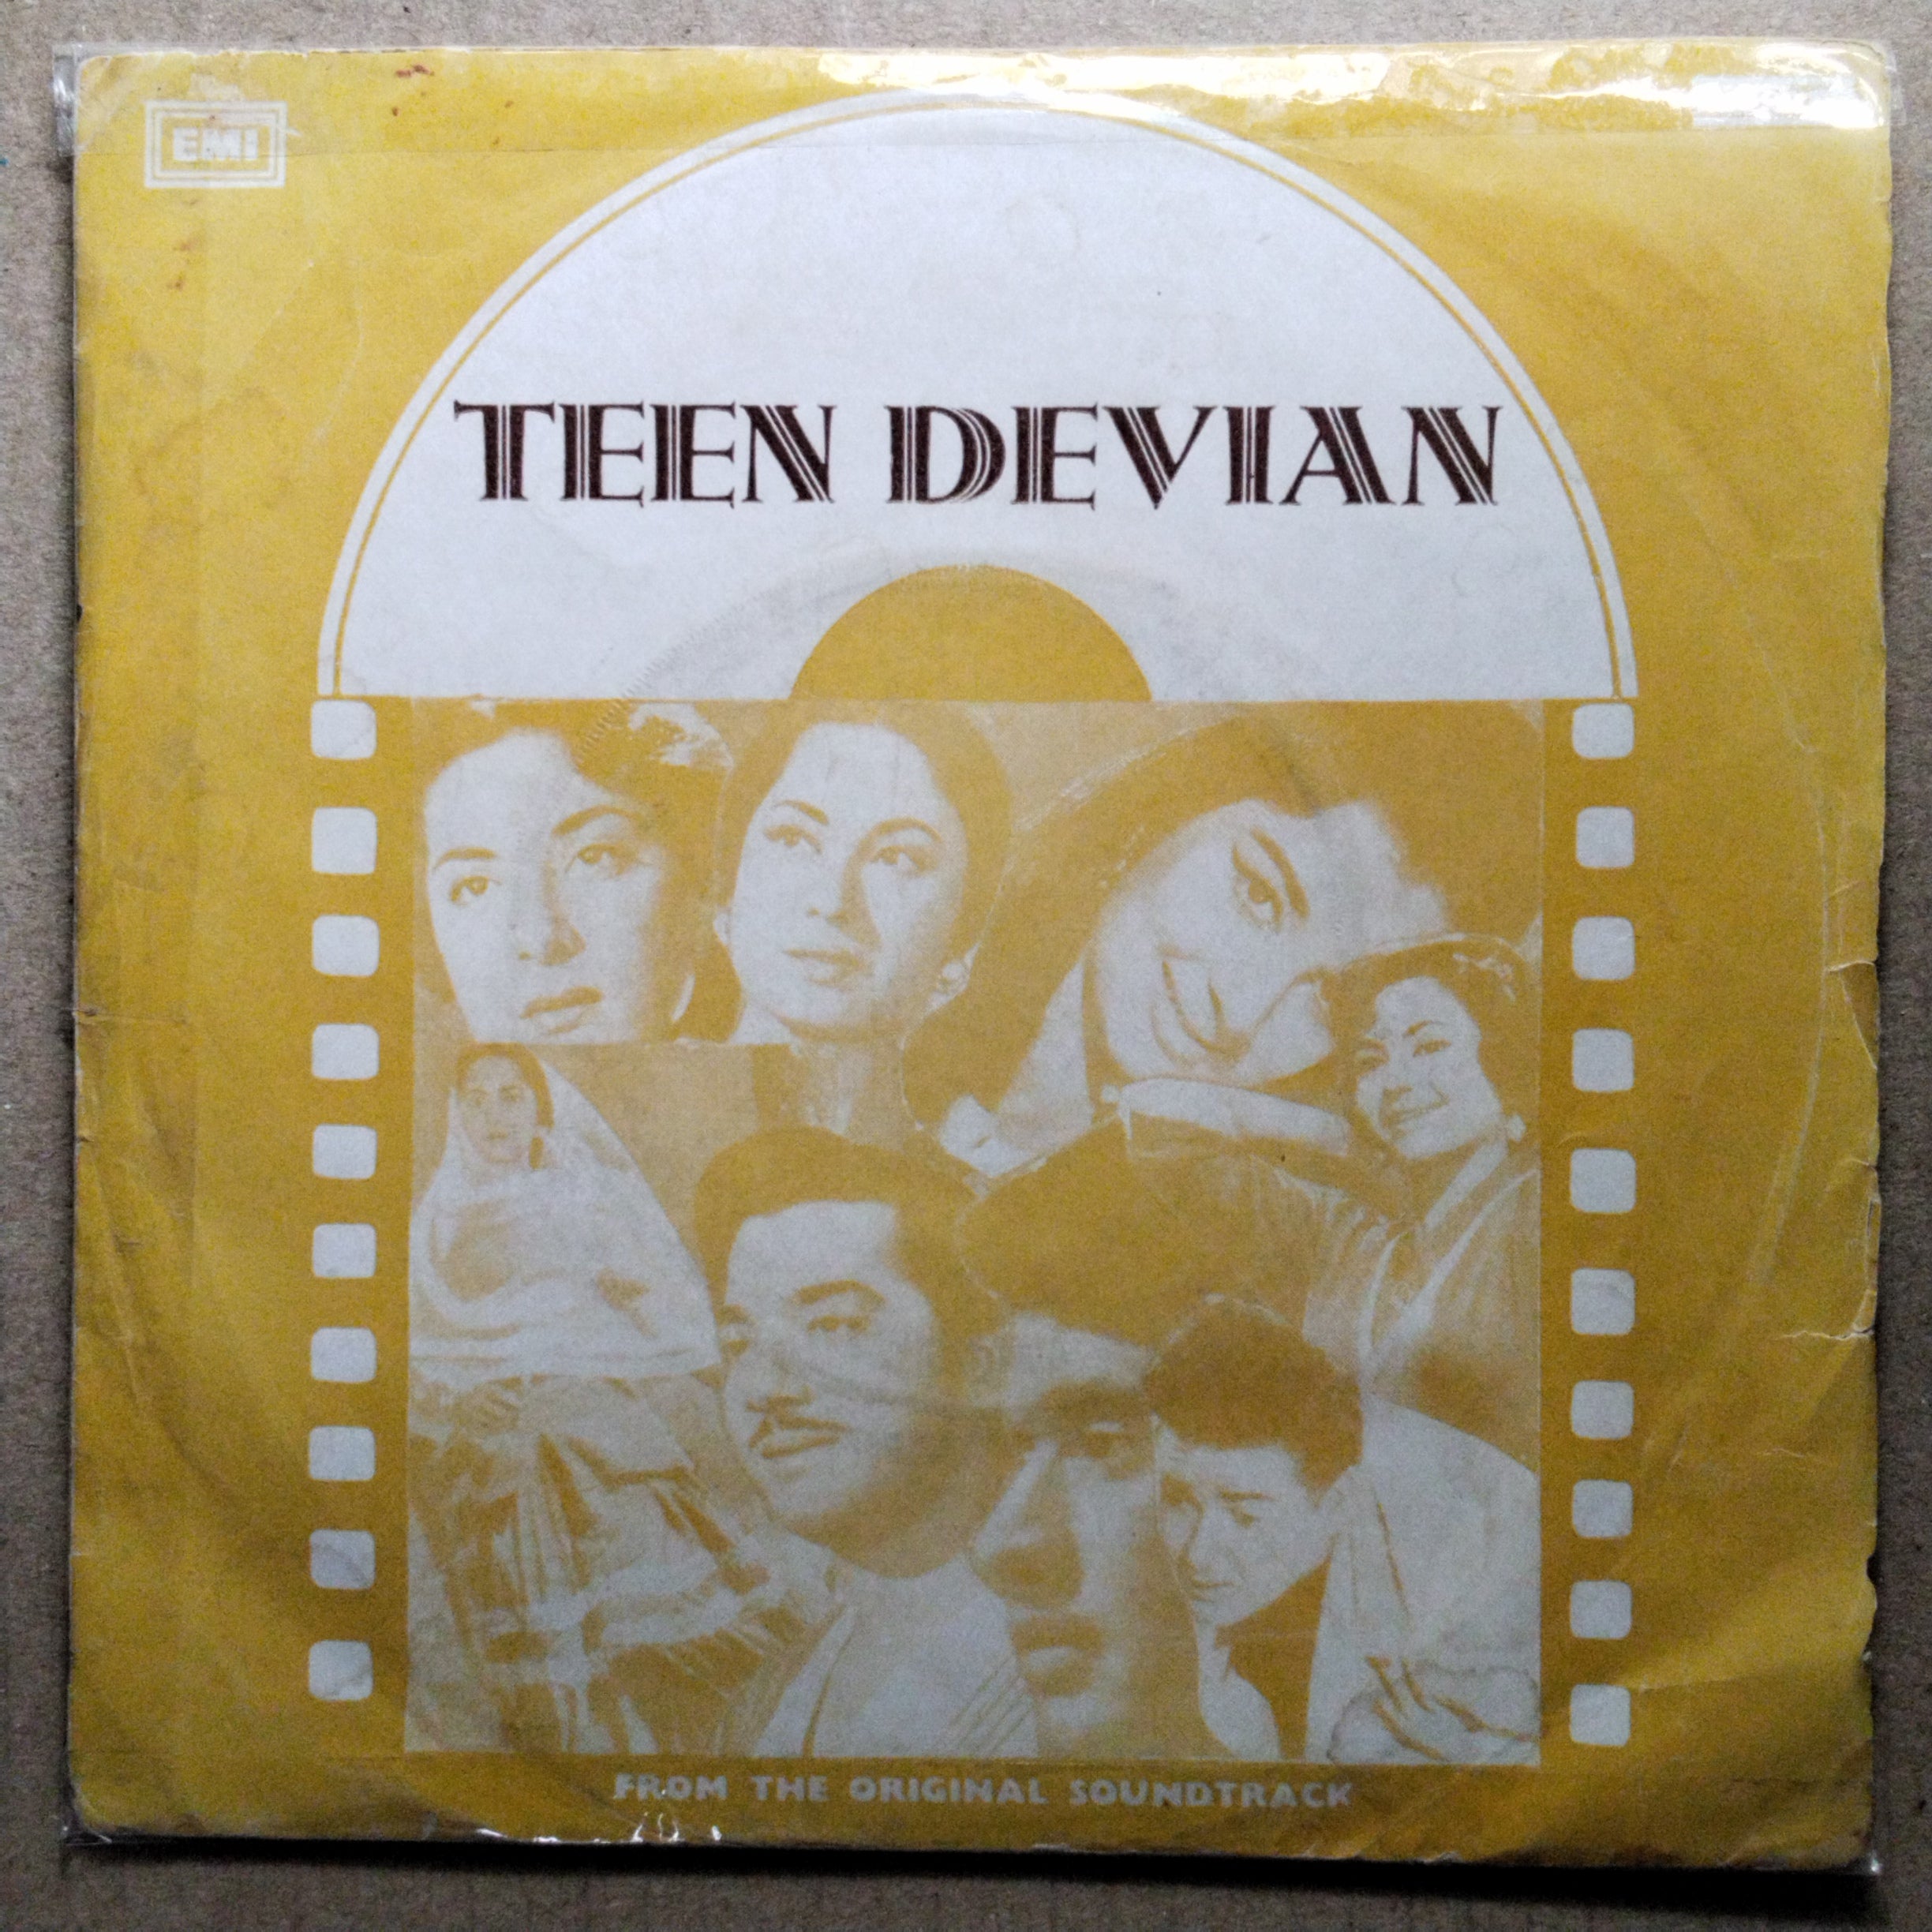 EMI
TEEN DEVIAN
FROM THE ORIGINAL SOUNDTRACK